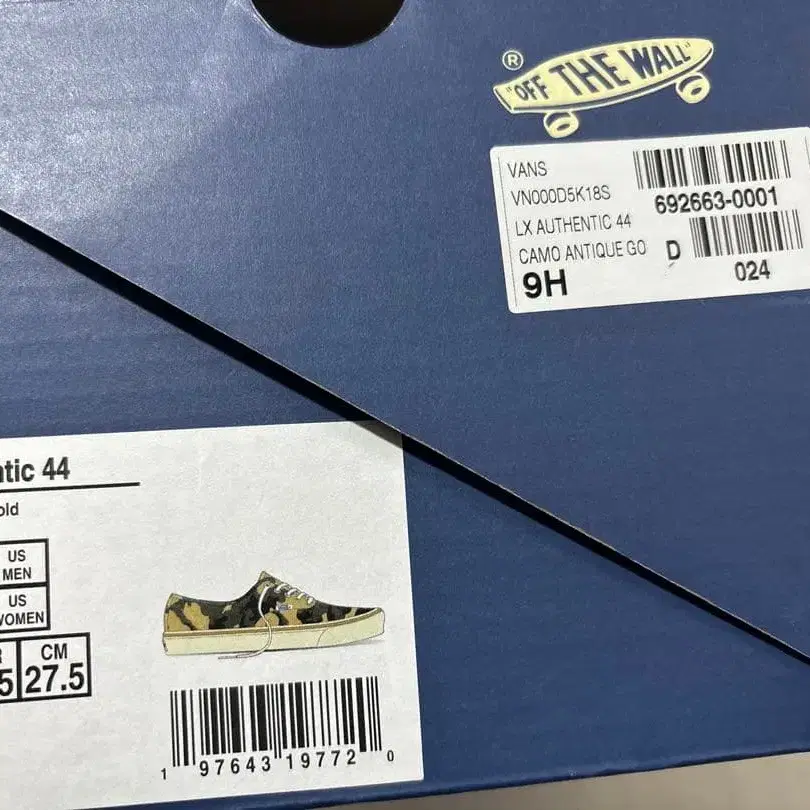 ®
"OFF THE WALL"
VANS
VN000D5K18S
692663-0001
LX AUTHENTIC 44
CAMO ANTIQUE GO
D
9H
024
ntic 44
old
US
MEN
US
WOMEN
CM
5
27.5
1 97643 19772 0